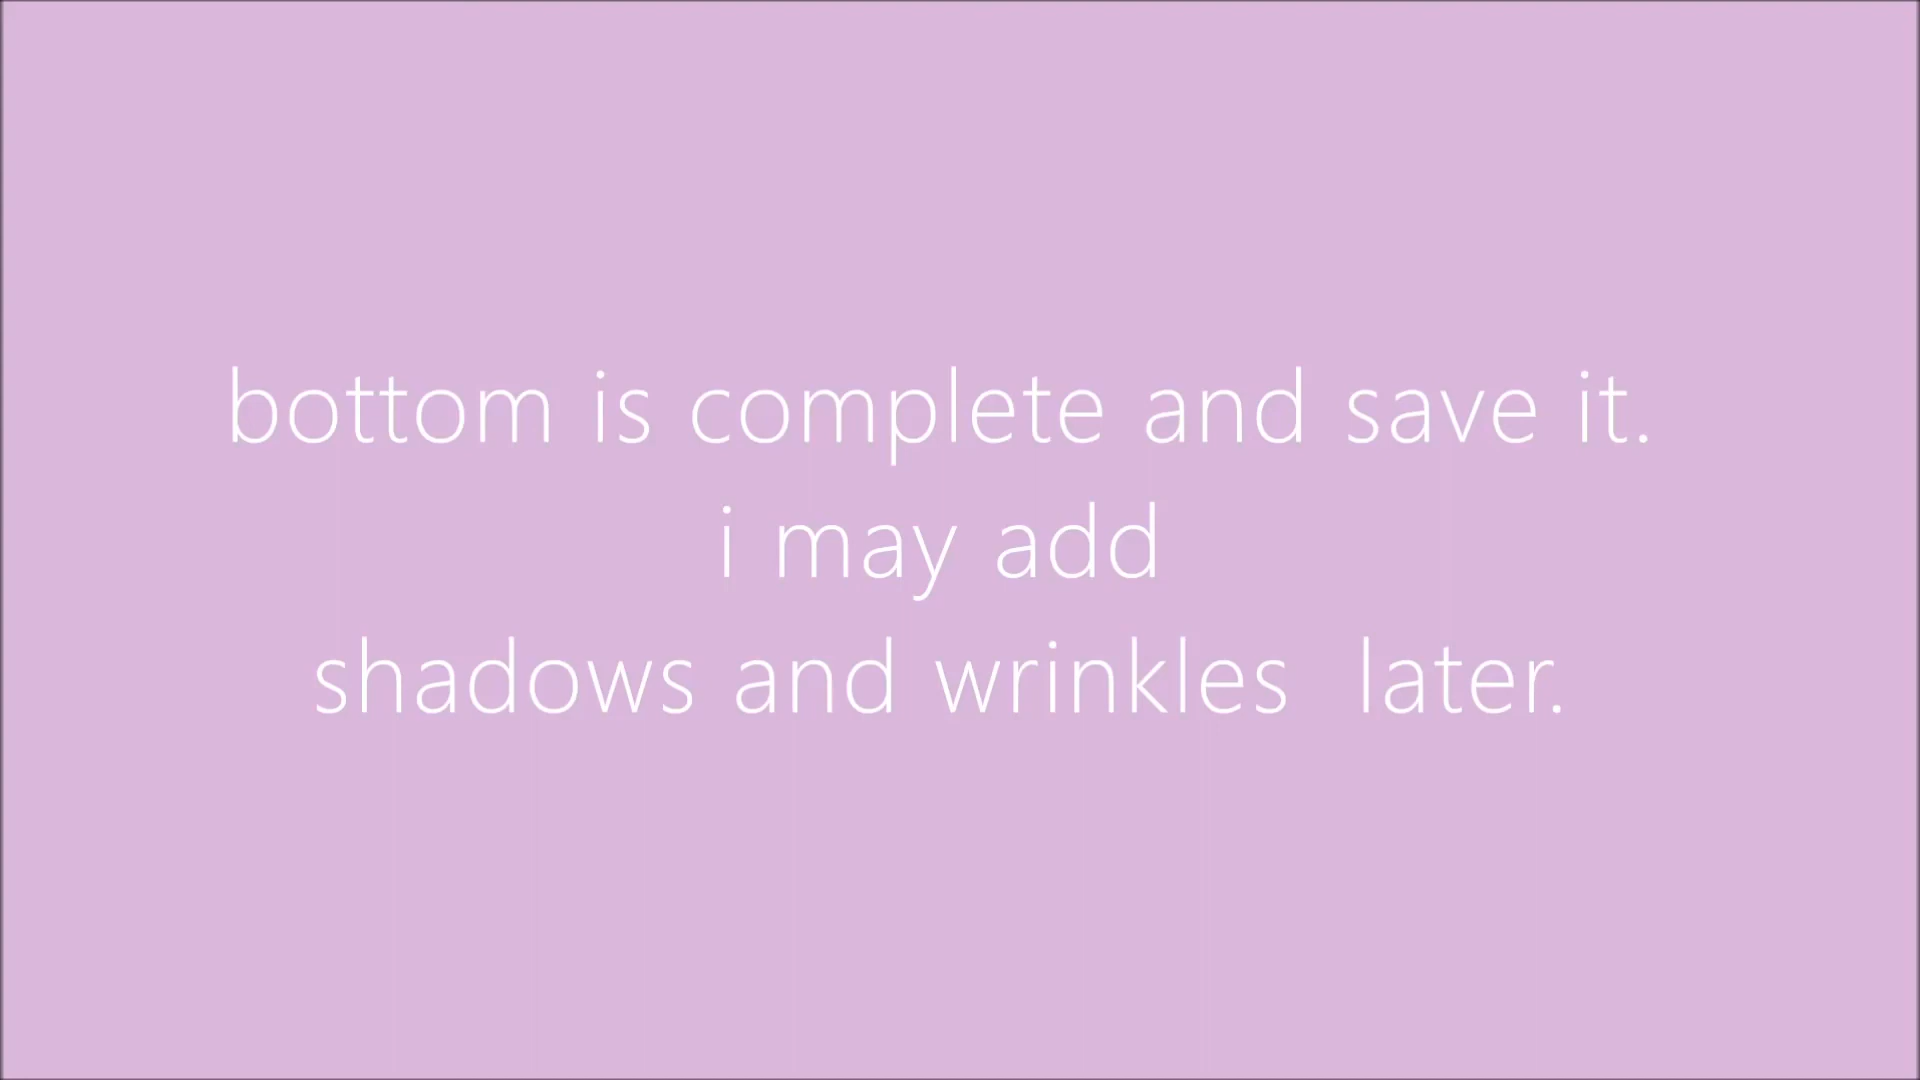 bottom is complete and save it.
i may add
shadows and wrinkles  later.